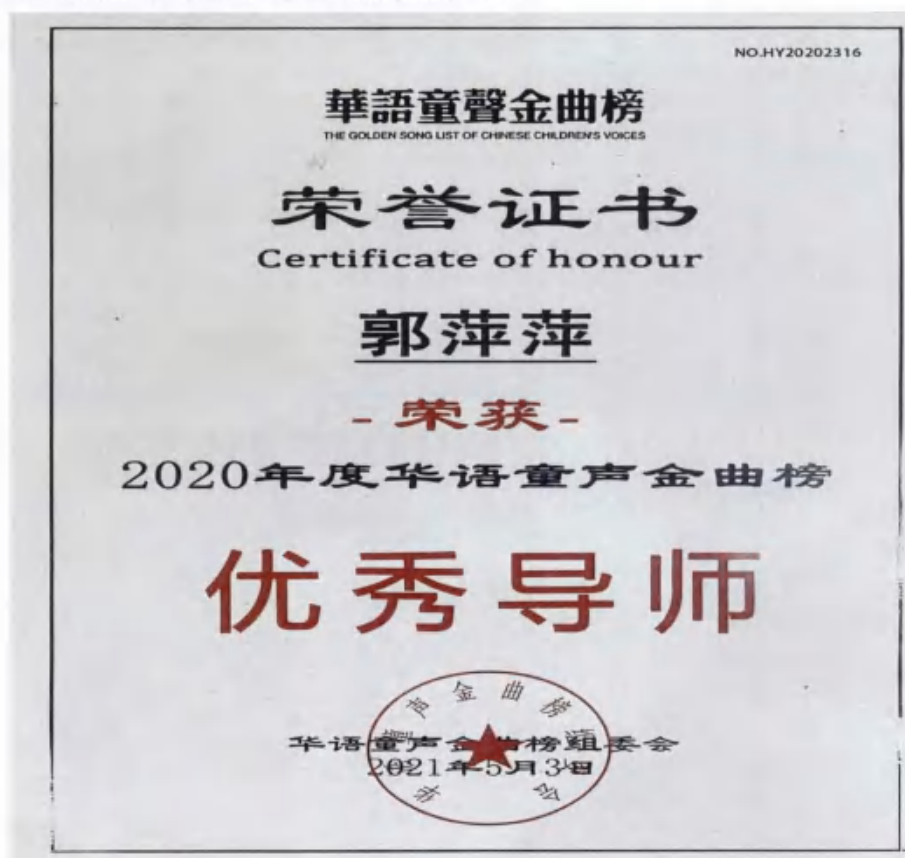 NO.HY20202316
華語童聲金曲榜
THE GOLDEN SONG LIST OF CHINESE CHILDREN'S VOICES
荣誉证书
Certificate of honour
郭萍萍
-荣获-
2020年度华语童声金曲榜
优秀导师
华语童声金曲榜组委会
2021年5月3日